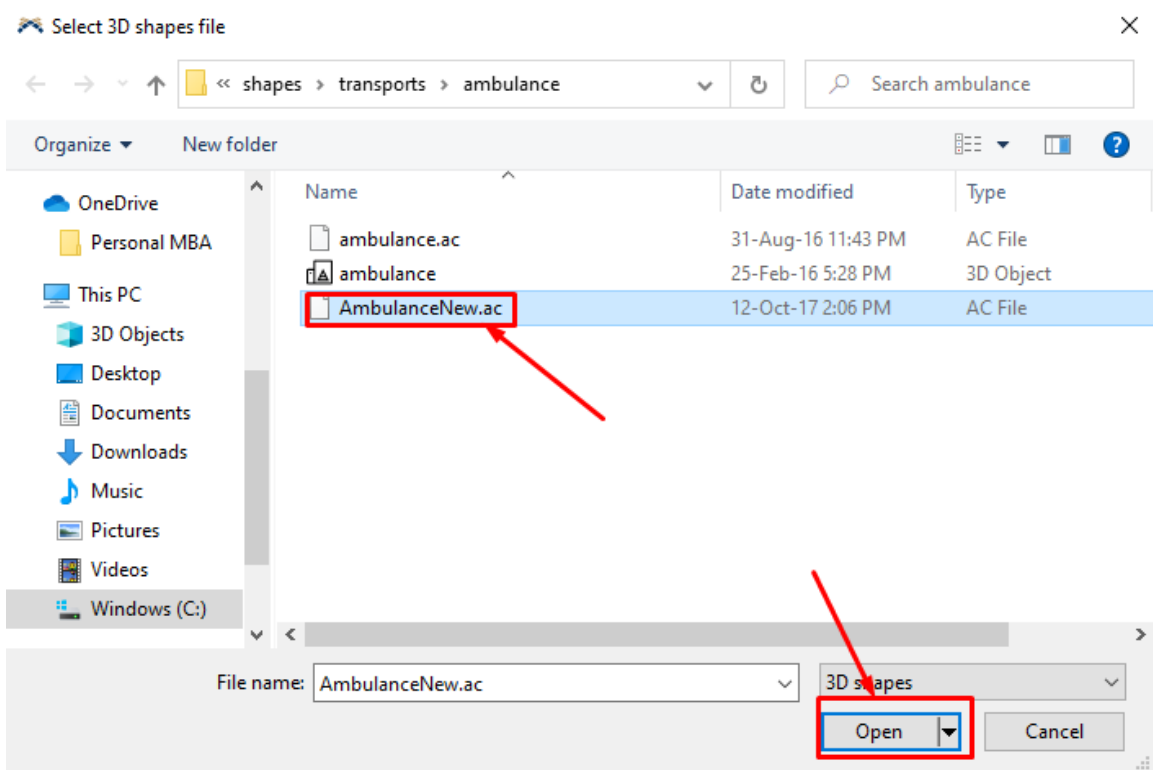 Select 3D shapes file
« shapes › transports › ambulance
Search ambulance
Organize
New folder
OneDrive
Personal MBA
This PC
3D Objects
Desktop
Documents
Downloads
Music
Pictures
Videos
Windows (C:)
Name Date modified Type
ambulance.ac 31-Aug-16 11:43 PM AC File
ambulance 25-Feb-16 5:28 PM 3D Object
AmbulanceNew.ac 12-Oct-17 2:06 PM AC File
File name: AmbulanceNew.ac
3D shapes
Open Cancel